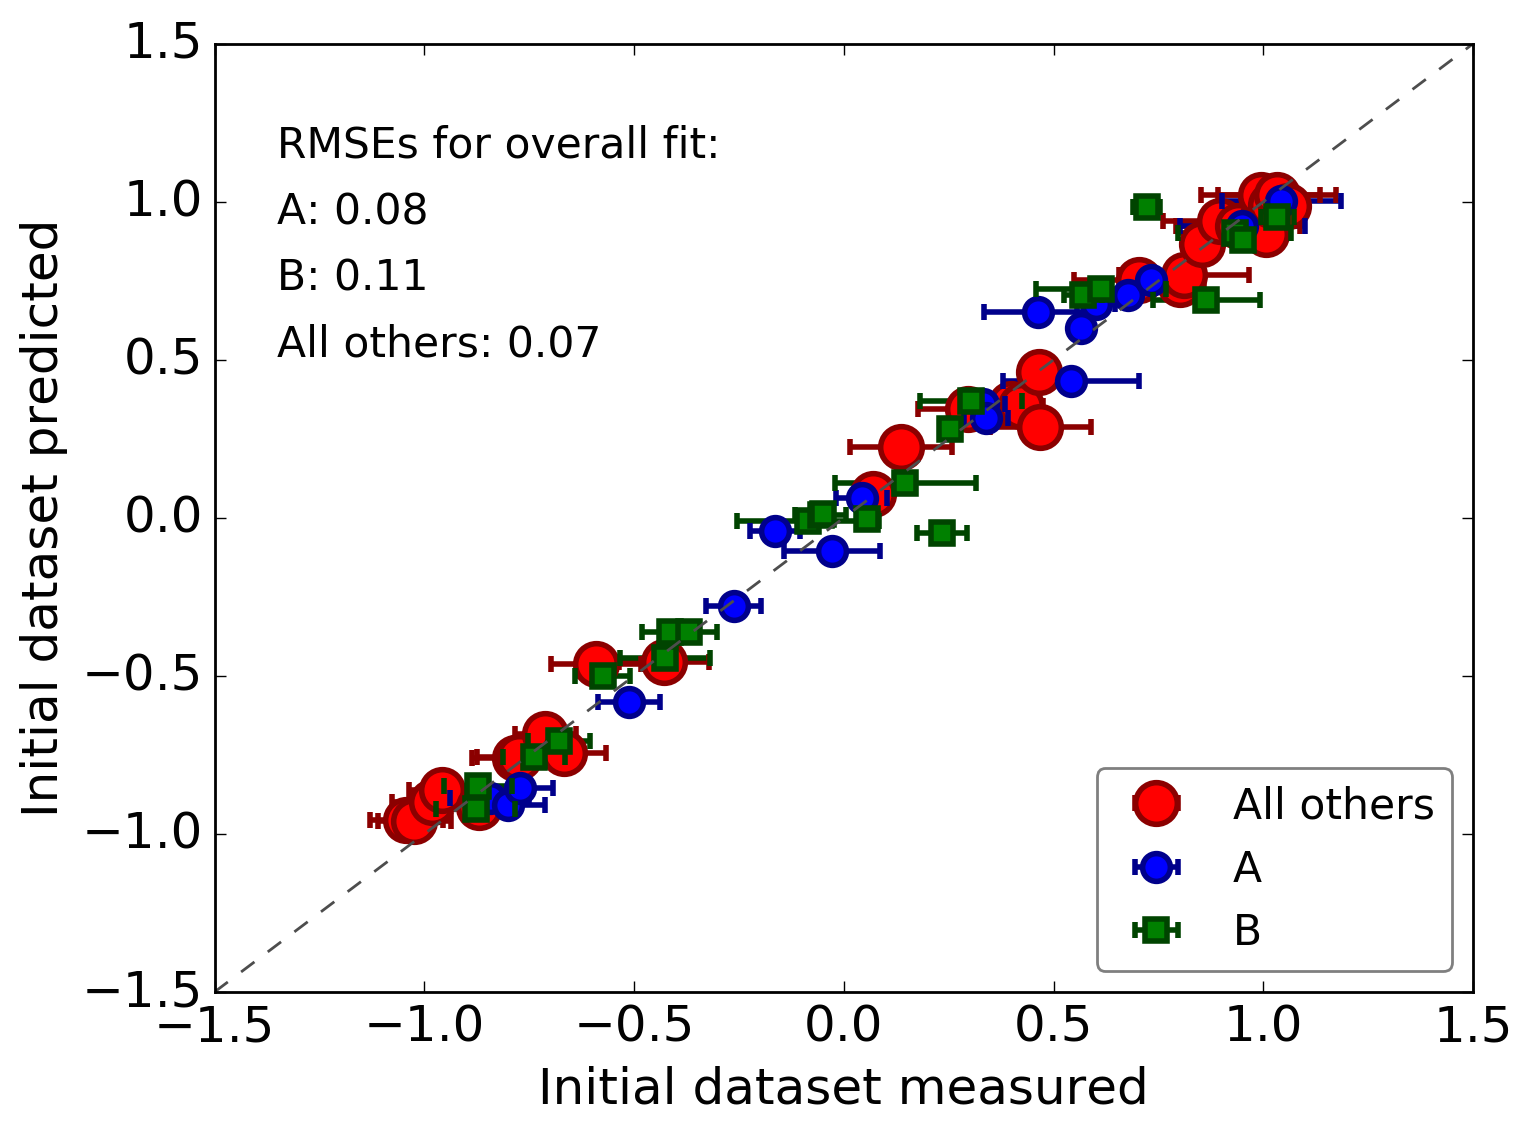 1.5
1.0
0.5
0.0
−0.5
−1.0
−1.5
Initial dataset predicted
RMSEs for overall fit:
A: 0.08
B: 0.11
All others: 0.07
All others
A
B
−1.5
−1.0
−0.5
0.0
0.5
1.0
1.5
Initial dataset measured